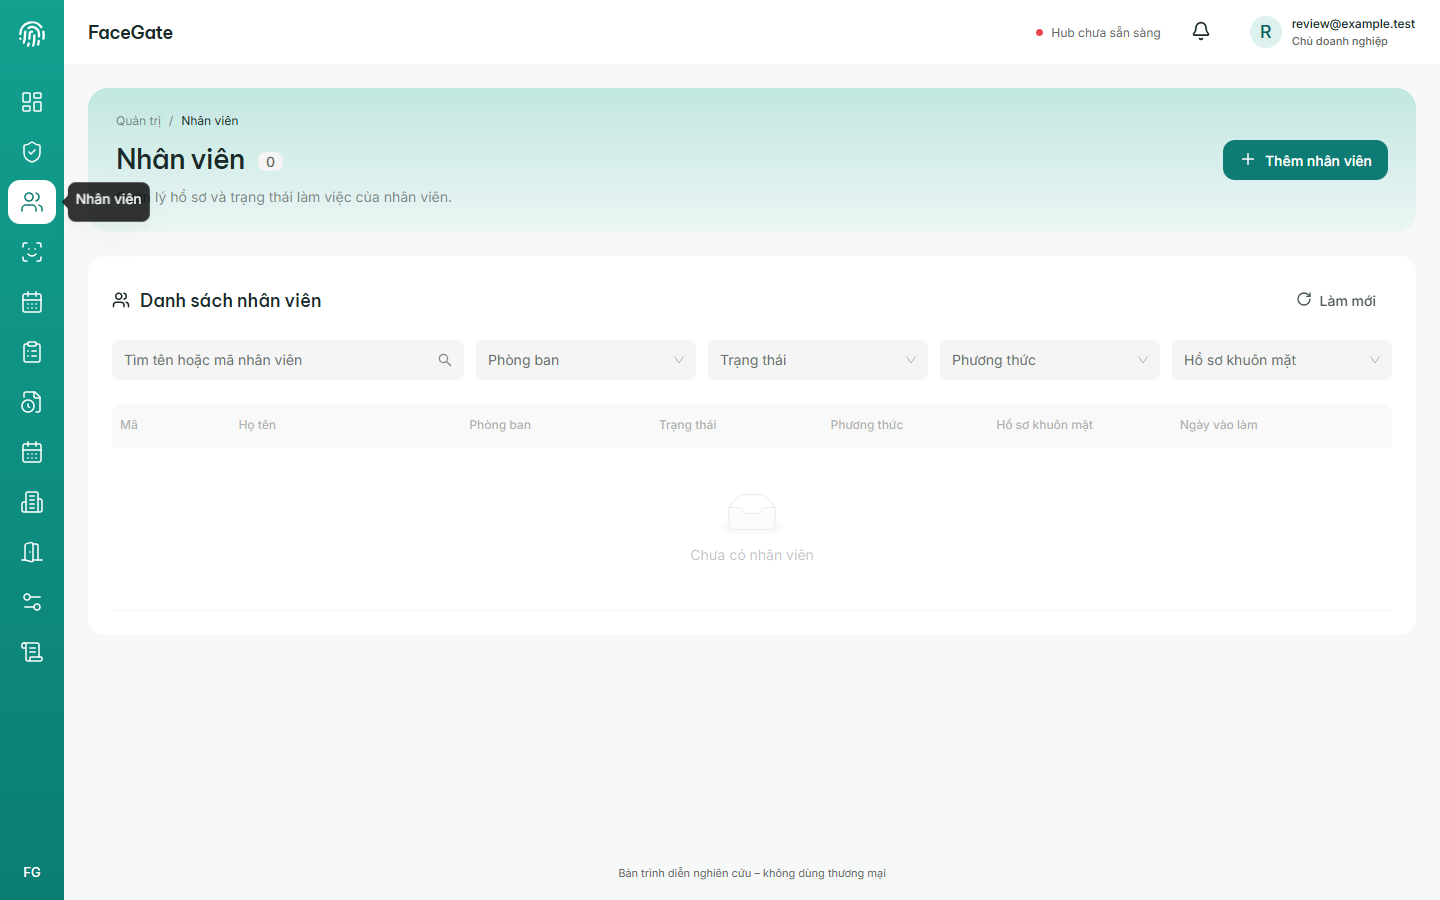 FaceGate
Hub chưa sẵn sàng
R
review@example.test
Chủ doanh nghiệp
Quản trị / Nhân viên
Nhân viên 0
Thêm nhân viên
Nhân viên
lý hồ sơ và trạng thái làm việc của nhân viên.
Danh sách nhân viên
Làm mới
Tìm tên hoặc mã nhân viên
Phòng ban
Trạng thái
Phương thức
Hồ sơ khuôn mặt
Mã
Họ tên
Phòng ban
Trạng thái
Phương thức
Hồ sơ khuôn mặt
Ngày vào làm
Chưa có nhân viên
FG
Bản trình diễn nghiên cứu – không dùng thương mại